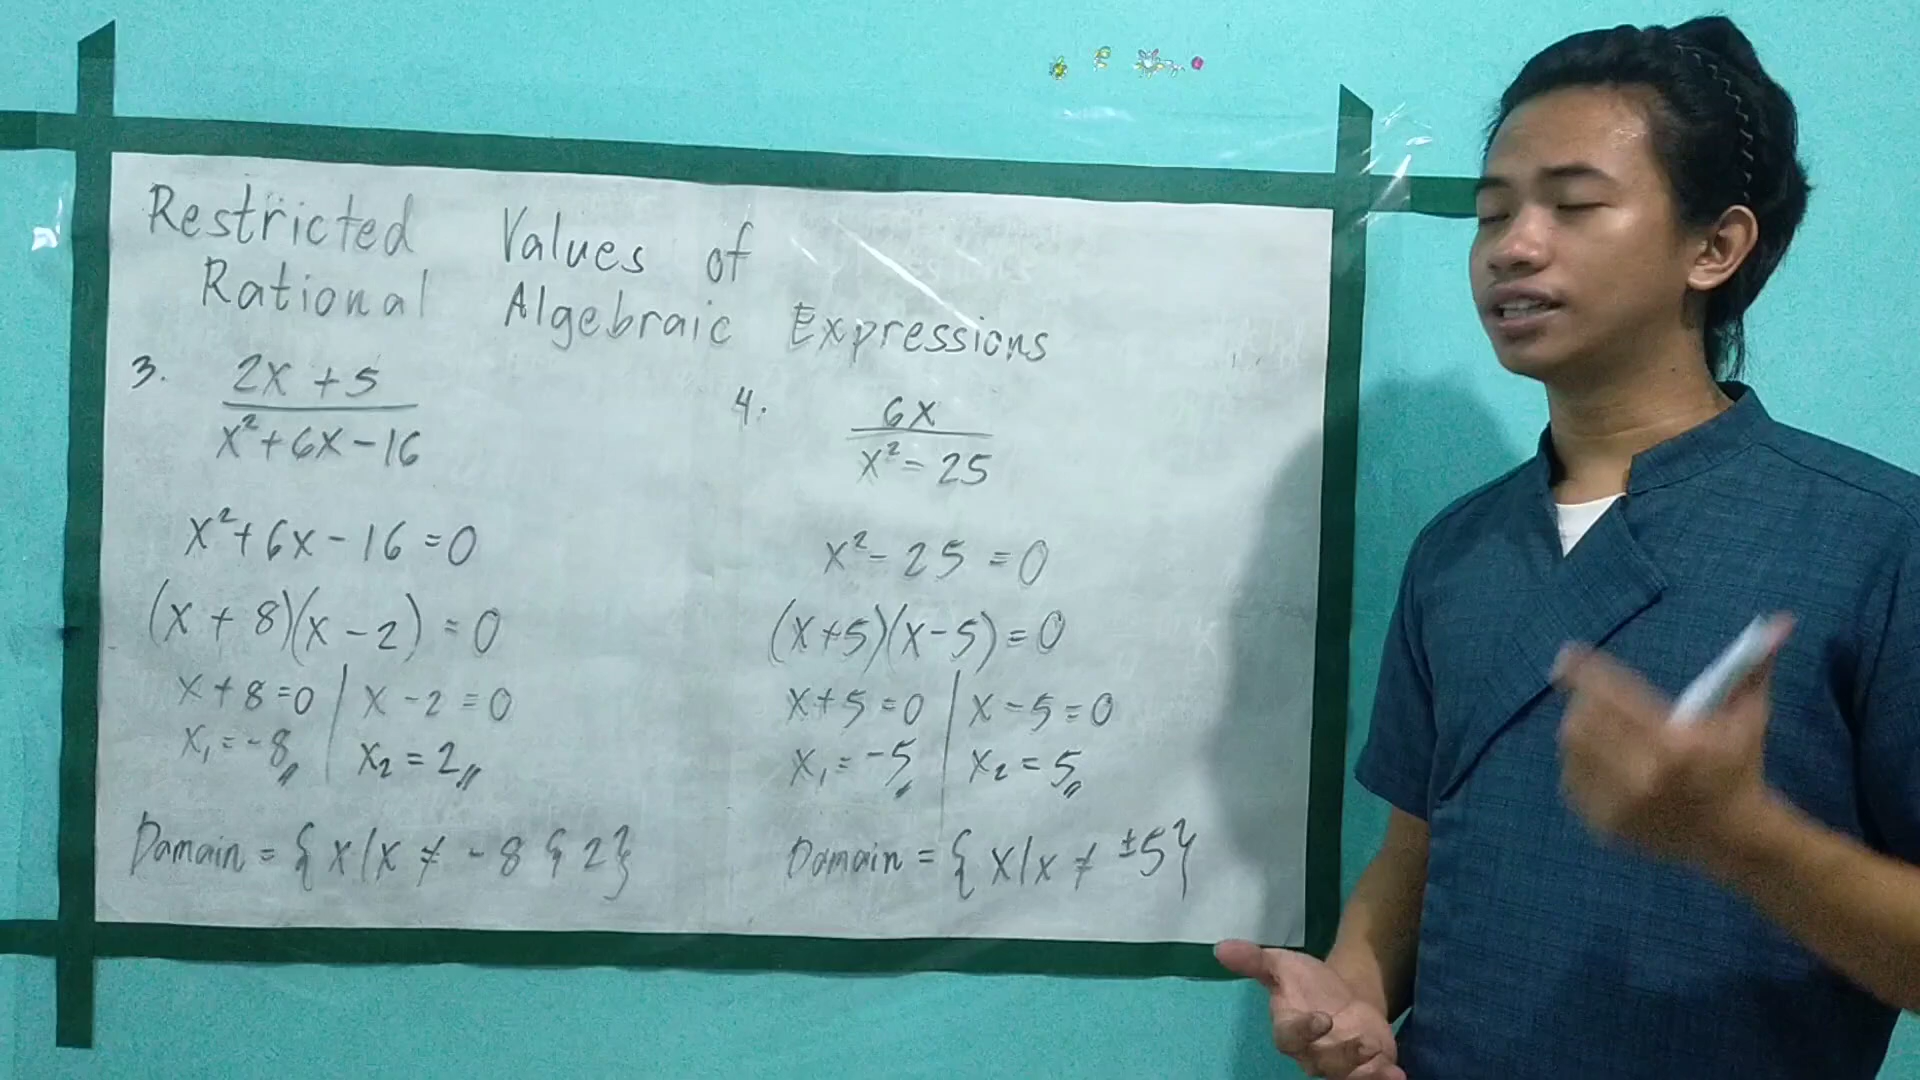 Restricted Values of
Rational Algebraic Expressions
3. 2x + 5
x² + 6x - 16
x² + 6x - 16 = 0
(x + 8)(x - 2) = 0
x + 8 = 0 | x - 2 = 0
x₁ = -8,, | x₂ = 2,,
Domain = { x | x ≠ -8 & 2}
4. 6x
x² - 25
x² - 25 = 0
(x+5)(x-5) = 0
x+5 = 0 | x - 5 = 0
x₁ = -5,, | x₂ = 5,,
Domain = { x | x ≠ ±5}